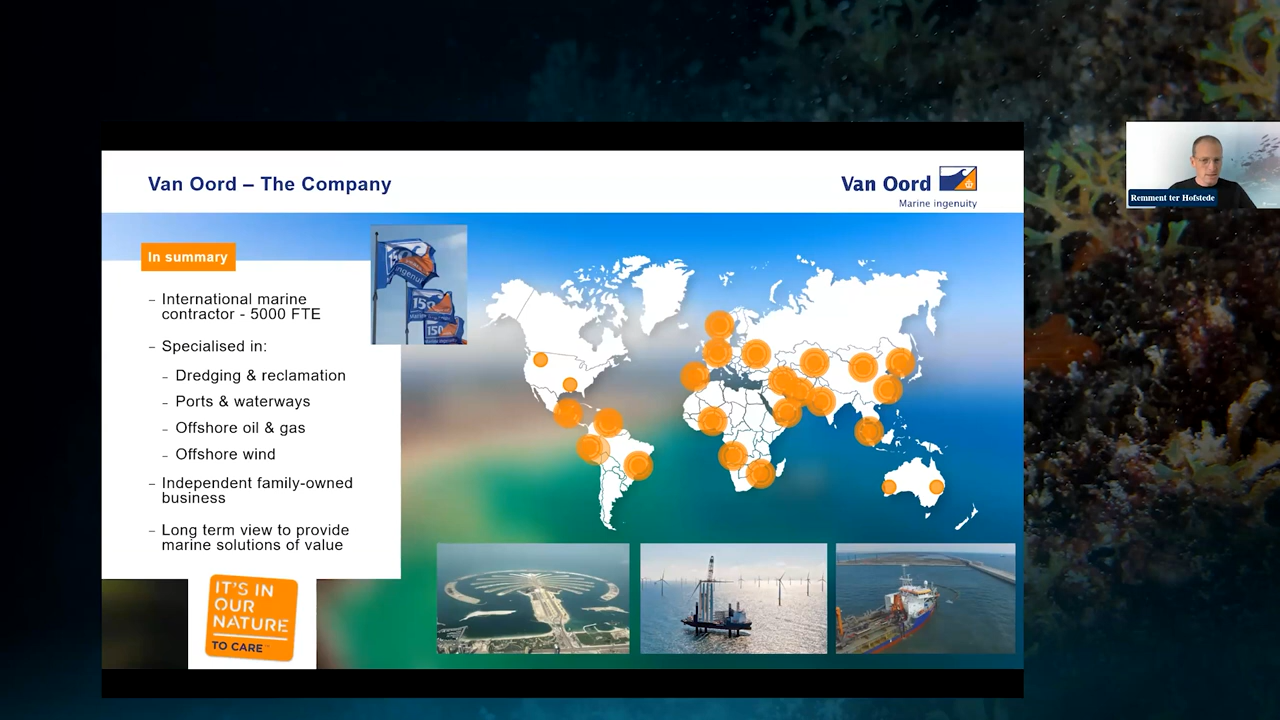 Van Oord – The Company
Van Oord
Marine ingenuity
In summary
– International marine
contractor - 5000 FTE
– Specialised in:
– Dredging & reclamation
– Ports & waterways
– Offshore oil & gas
– Offshore wind
– Independent family-owned
business
– Long term view to provide
marine solutions of value
150
150
IT'S IN
OUR
NATURE
TO CARE
Remment ter Hofstede